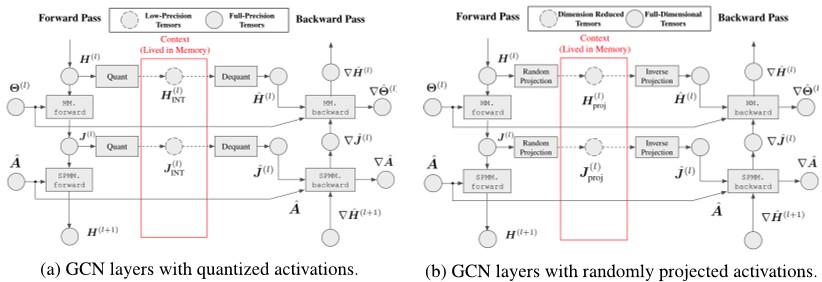 Forward Pass
Low-Precision Tensors
Full-Precision Tensors
Backward Pass
Context
(Lived in Memory)
H^(l)
Quant
H_INT^(l)
Dequant
Ĥ^(l)
∇Ĥ^(l)
Θ^(l)
MM. forward
MM. backward
∇Θ̂^(l)
J^(l)
Quant
J_INT^(l)
Dequant
Ĵ^(l)
∇Ĵ^(l)
Â
SPMM. forward
SPMM. backward
∇Â
Â
H^(l+1)
∇Ĥ^(l+1)
(a) GCN layers with quantized activations.
Forward Pass
Dimension Reduced Tensors
Full-Dimensional Tensors
Backward Pass
Context
(Lived in Memory)
H^(l)
Random Projection
H_proj^(l)
Inverse Projection
Ĥ^(l)
∇Ĥ^(l)
Θ^(l)
MM. forward
MM. backward
∇Θ̂^(l)
J^(l)
Random Projection
J_proj^(l)
Inverse Projection
Ĵ^(l)
∇Ĵ^(l)
Â
SPMM. forward
SPMM. backward
∇Â
Â
H^(l+1)
∇Ĥ^(l+1)
(b) GCN layers with randomly projected activations.